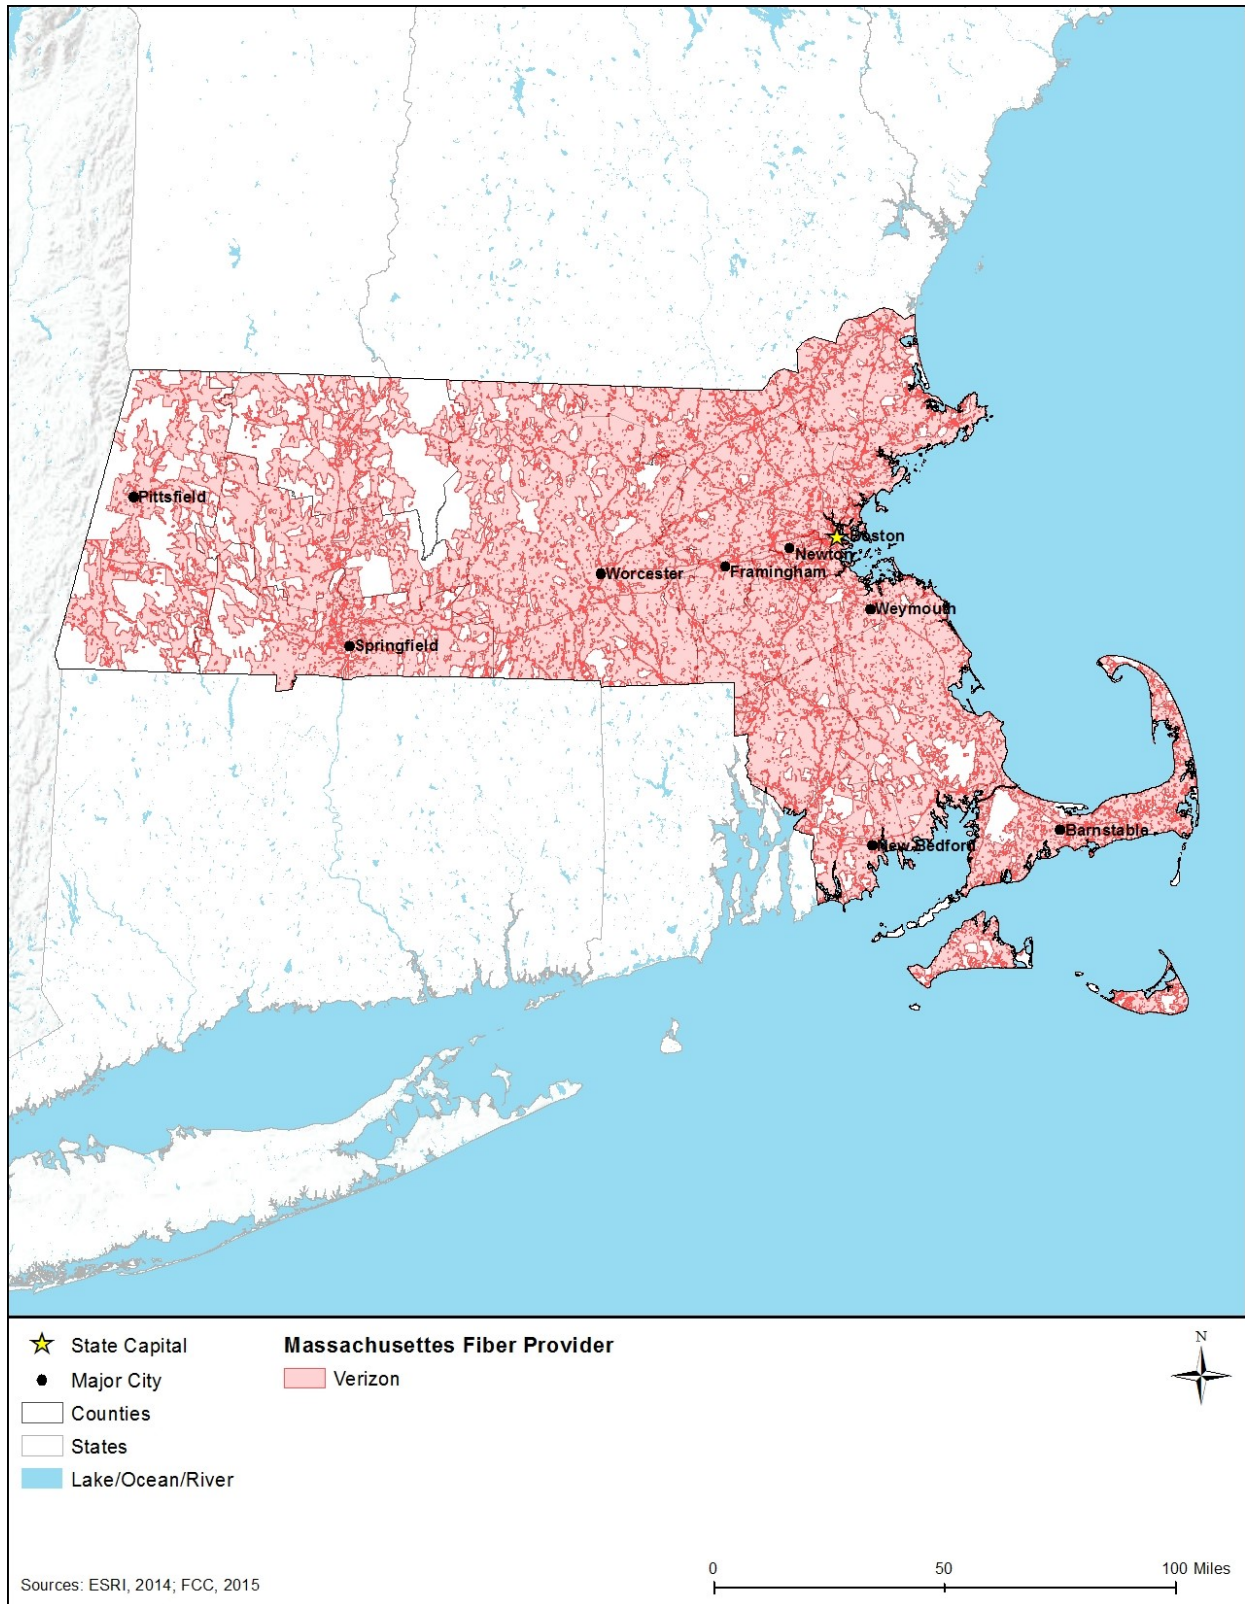 Pittsfield
Boston
Newton
Worcester
Framingham
Weymouth
Springfield
Barnstable
New Bedford
State Capital
Massachusettes Fiber Provider
N
Major City
Verizon
Counties
States
Lake/Ocean/River
Sources: ESRI, 2014; FCC, 2015
0 50 100 Miles